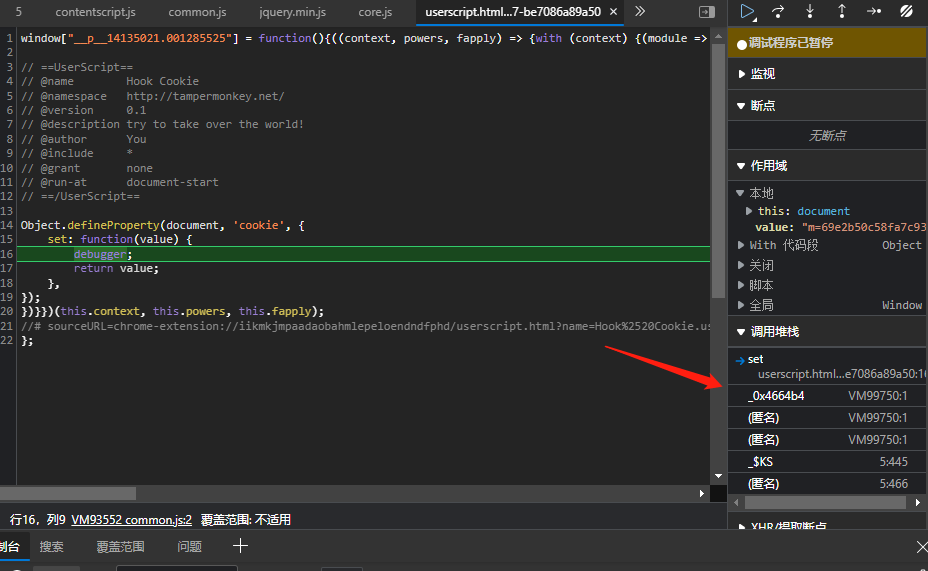 5 contentscript.js common.js jquery.min.js core.js userscript.html...7-be7086a89a50 × »
1 window["__p__14135021.001285525"] = function(){((context, powers, fapply) => {with (context) {(module =>
2
3 // ==UserScript==
4 // @name Hook Cookie
5 // @namespace http://tampermonkey.net/
6 // @version 0.1
7 // @description try to take over the world!
8 // @author You
9 // @include *
10 // @grant none
11 // @run-at document-start
12 // ==/UserScript==
13
14 Object.defineProperty(document, 'cookie', {
15 set: function(value) {
16 debugger;
17 return value;
18 },
19 });
20 })}})(this.context, this.powers, this.fapply);
21 //# sourceURL=chrome-extension://iikmkjmpaadaobahmlepeloendndfphd/userscript.html?name=Hook%2520Cookie.us
22 };
行16，列9 VM93552 common.js:2 覆盖范围: 不适用
制台 搜索 覆盖范围 问题 +
调试程序已暂停
监视
断点
无断点
作用域
本地
this: document
value: "m=69e2b50c58fa7c93
With 代码段 Object
关闭
脚本
全局 Window
调用堆栈
set
userscript.html...e7086a89a50:16
_0x4664b4 VM99750:1
(匿名) VM99750:1
(匿名) VM99750:1
_$KS 5:445
(匿名) 5:466
XHR/提取断点